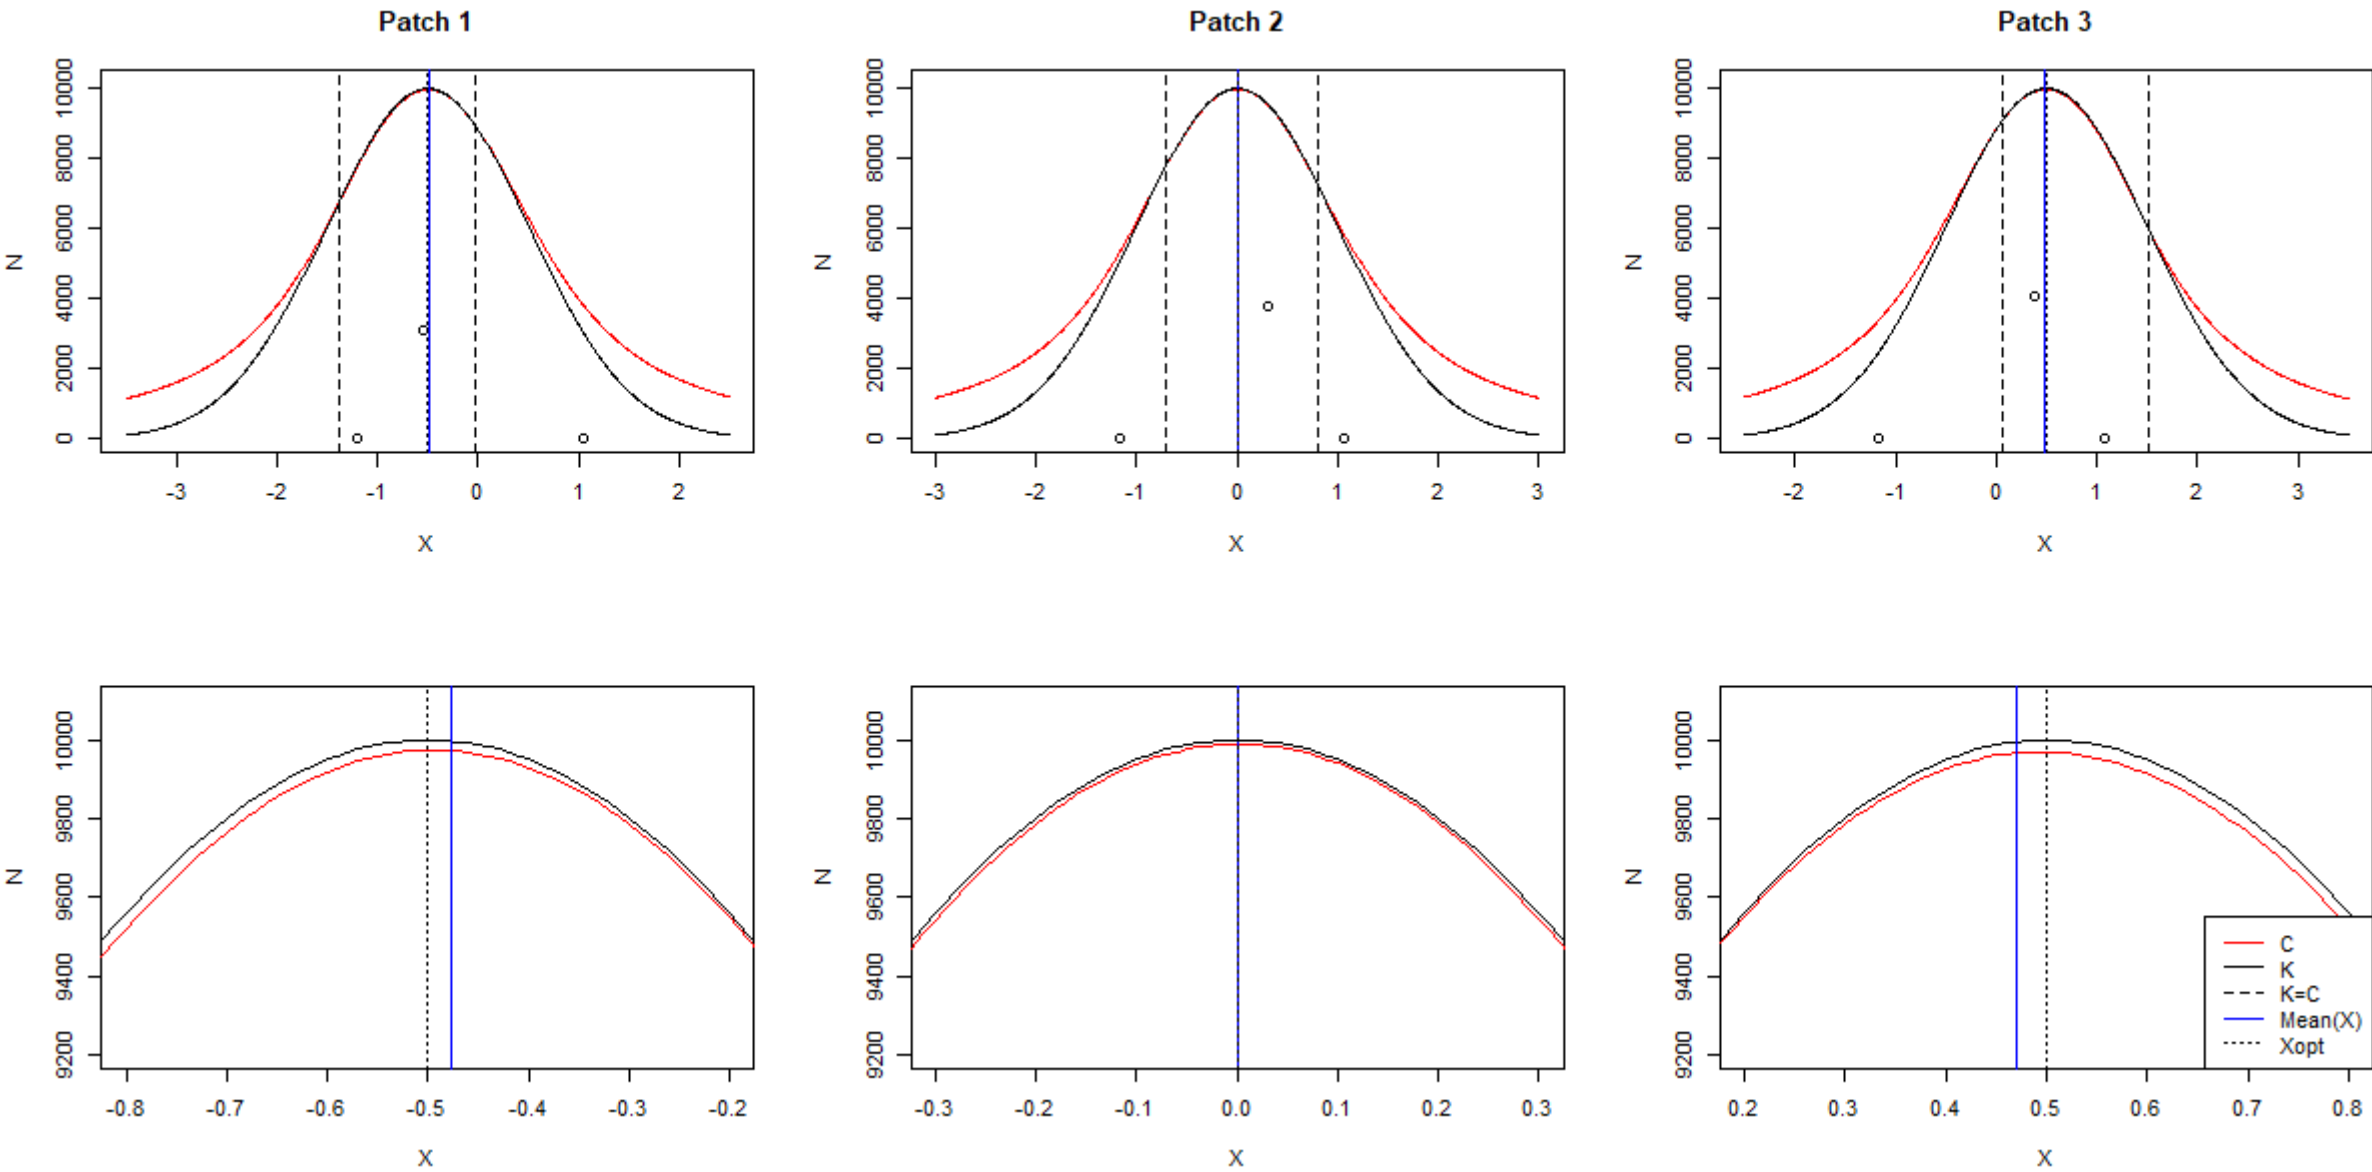 Patch 1
Patch 2
Patch 3
N
0 2000 4000 6000 8000 10000
-3 -2 -1 0 1 2
X
N
0 2000 4000 6000 8000 10000
-3 -2 -1 0 1 2 3
X
N
0 2000 4000 6000 8000 10000
-2 -1 0 1 2 3
X
N
9200 9400 9600 9800 10000
-0.8 -0.7 -0.6 -0.5 -0.4 -0.3 -0.2
X
N
9200 9400 9600 9800 10000
-0.3 -0.2 -0.1 0.0 0.1 0.2 0.3
X
N
9200 9400 9600 9800 10000
0.2 0.3 0.4 0.5 0.6 0.7 0.8
X
C
K
K=C
Mean(X)
Xopt